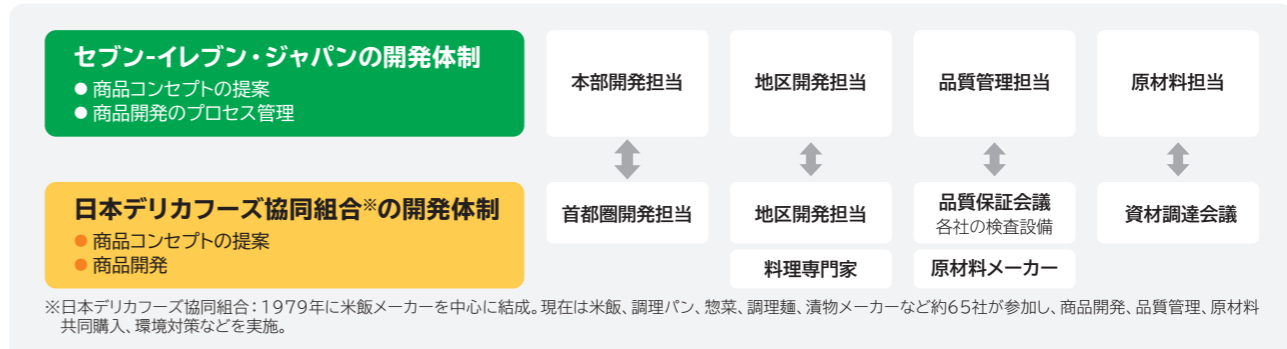 セブン-イレブン・ジャパンの開発体制
● 商品コンセプトの提案
● 商品開発のプロセス管理
本部開発担当
地区開発担当
品質管理担当
原材料担当
日本デリカフーズ協同組合※の開発体制
● 商品コンセプトの提案
● 商品開発
首都圏開発担当
地区開発担当
料理専門家
品質保証会議
各社の検査設備
原材料メーカー
資材調達会議
※日本デリカフーズ協同組合：1979年に米飯メーカーを中心に結成。現在は米飯、調理パン、惣菜、調理麺、漬物メーカーなど約65社が参加し、商品開発、品質管理、原材料
共同購入、環境対策などを実施。